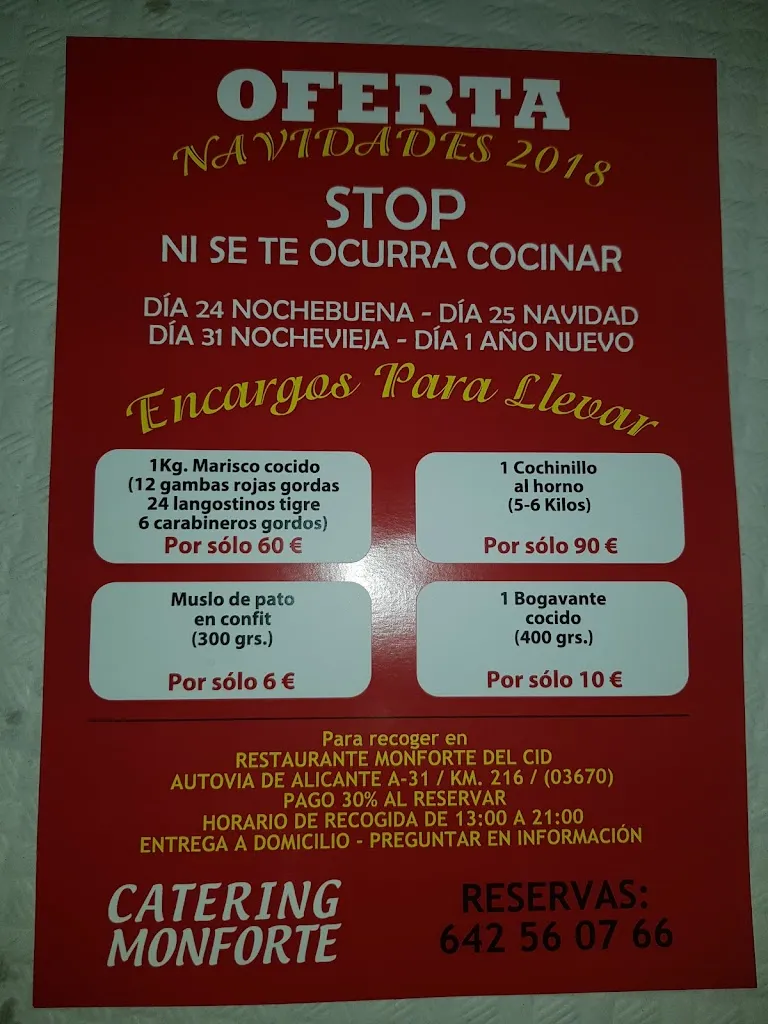 OFERTA
NAVIDADES 2018
STOP
NI SE TE OCURRA COCINAR
DÍA 24 NOCHEBUENA - DÍA 25 NAVIDAD
DÍA 31 NOCHEVIEJA - DÍA 1 AÑO NUEVO
Encargos Para Llevar
1Kg. Marisco cocido
(12 gambas rojas gordas
24 langostinos tigre
6 carabineros gordos)
Por sólo 60 €
1 Cochinillo
al horno
(5-6 Kilos)
Por sólo 90 €
Muslo de pato
en confit
(300 grs.)
Por sólo 6 €
1 Bogavante
cocido
(400 grs.)
Por sólo 10 €
Para recoger en
RESTAURANTE MONFORTE DEL CID
AUTOVIA DE ALICANTE A-31 / KM. 216 / (03670)
PAGO 30% AL RESERVAR
HORARIO DE RECOGIDA DE 13:00 A 21:00
ENTREGA A DOMICILIO - PREGUNTAR EN INFORMACIÓN
CATERING
MONFORTE
RESERVAS:
642 56 07 66